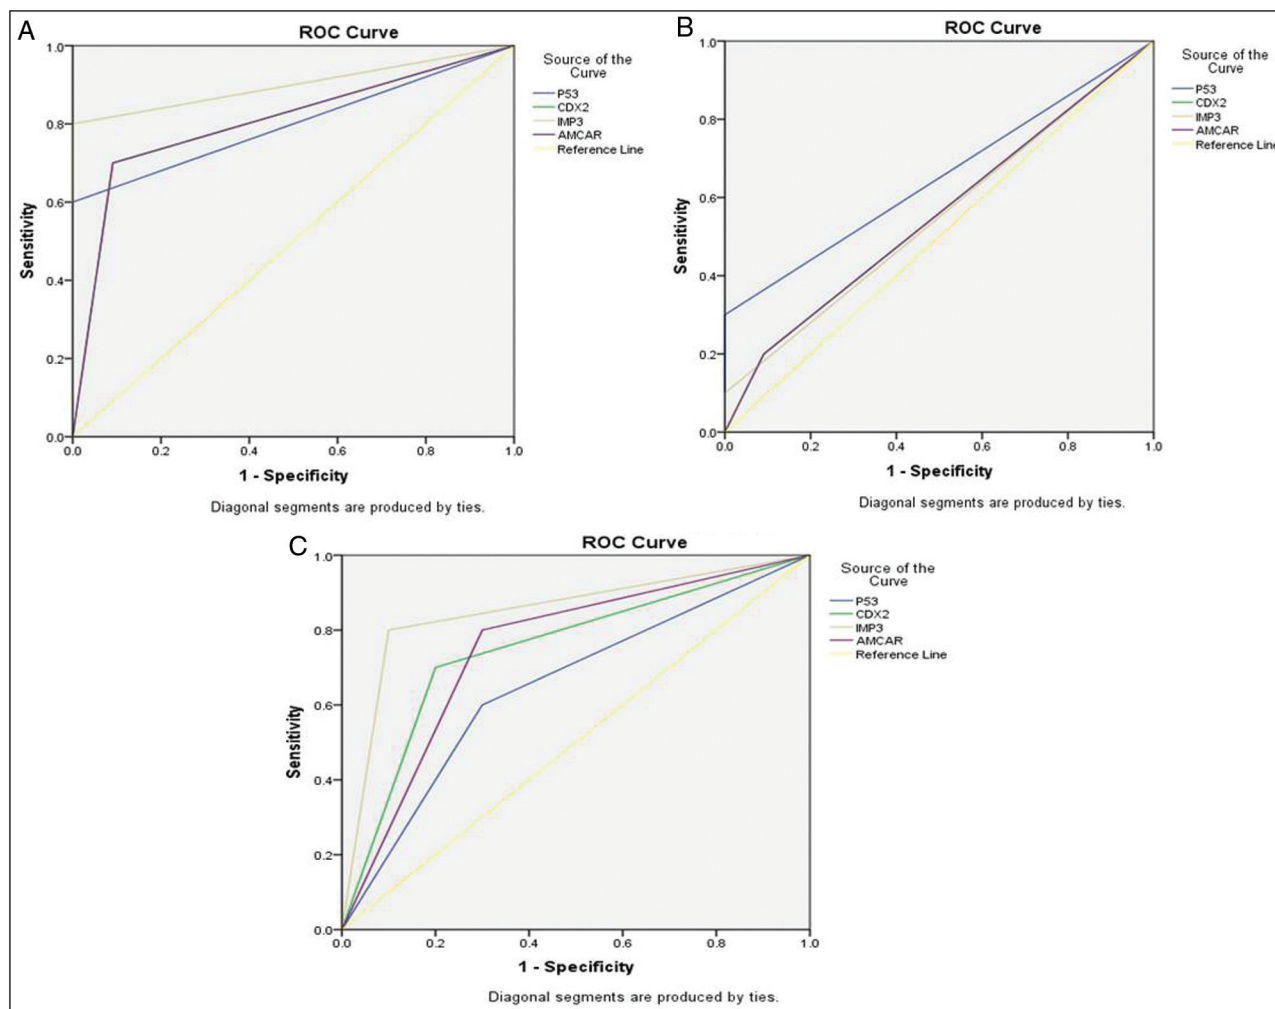 A
ROC Curve
Source of the
Curve
P53
CDX2
IMP3
AMCAR
Reference Line
1.0
0.8
0.6
0.4
0.2
0.0
Sensitivity
0.0 0.2 0.4 0.6 0.8 1.0
1 - Specificity
Diagonal segments are produced by ties.
B
ROC Curve
Source of the
Curve
P53
CDX2
IMP3
AMCAR
Reference Line
1.0
0.8
0.6
0.4
0.2
0.0
Sensitivity
0.0 0.2 0.4 0.6 0.8 1.0
1 - Specificity
Diagonal segments are produced by ties.
C
ROC Curve
Source of the
Curve
P53
CDX2
IMP3
AMCAR
Reference Line
1.0
0.8
0.6
0.4
0.2
0.0
Sensitivity
0.0 0.2 0.4 0.6 0.8 1.0
1 - Specificity
Diagonal segments are produced by ties.